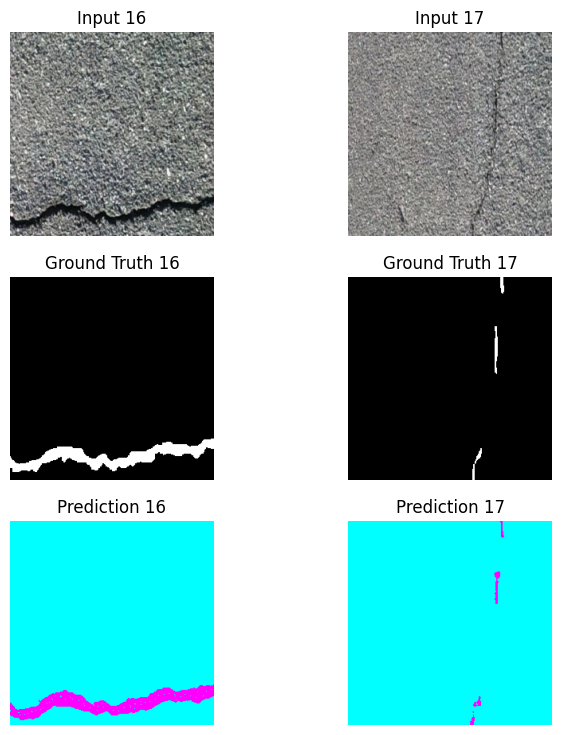 Input 16
Input 17
Ground Truth 16
Ground Truth 17
Prediction 16
Prediction 17